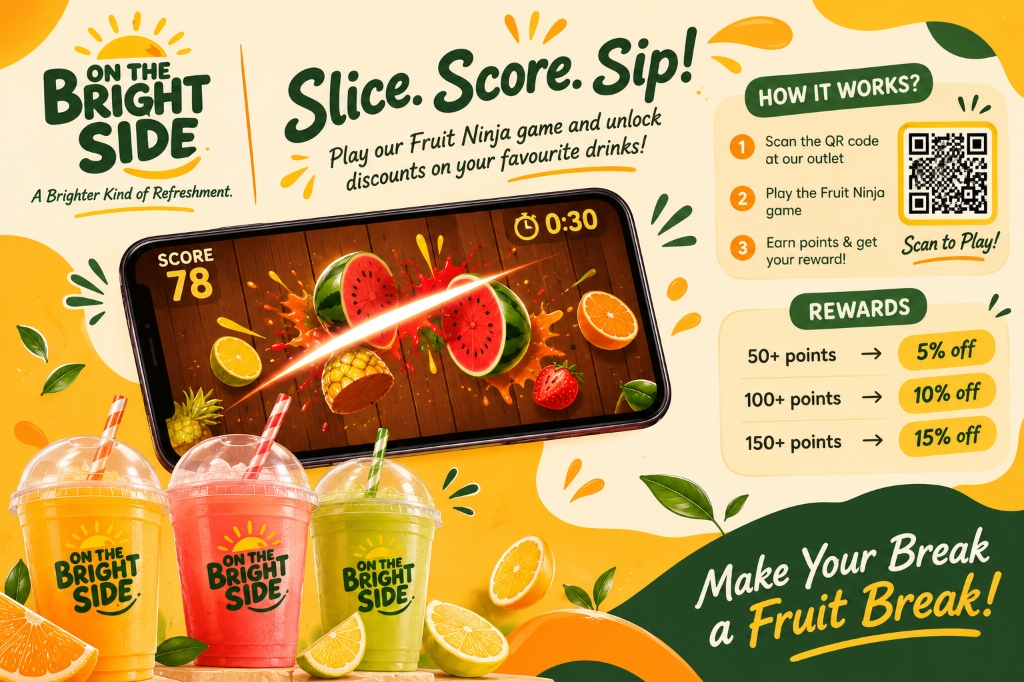 ON THE
BRIGHT
SIDE
A Brighter Kind of Refreshment.
Slice. Score. Sip!
Play our Fruit Ninja game and unlock
discounts on your favourite drinks!
SCORE
78
0:30
HOW IT WORKS?
1 Scan the QR code
at our outlet
2 Play the Fruit Ninja
game
3 Earn points & get
your reward!
Scan to Play!
REWARDS
50+ points → 5% off
100+ points → 10% off
150+ points → 15% off
ON THE
BRIGHT
SIDE
ON THE
BRIGHT
SIDE
ON THE
BRIGHT
SIDE
Make Your Break
a Fruit Break!